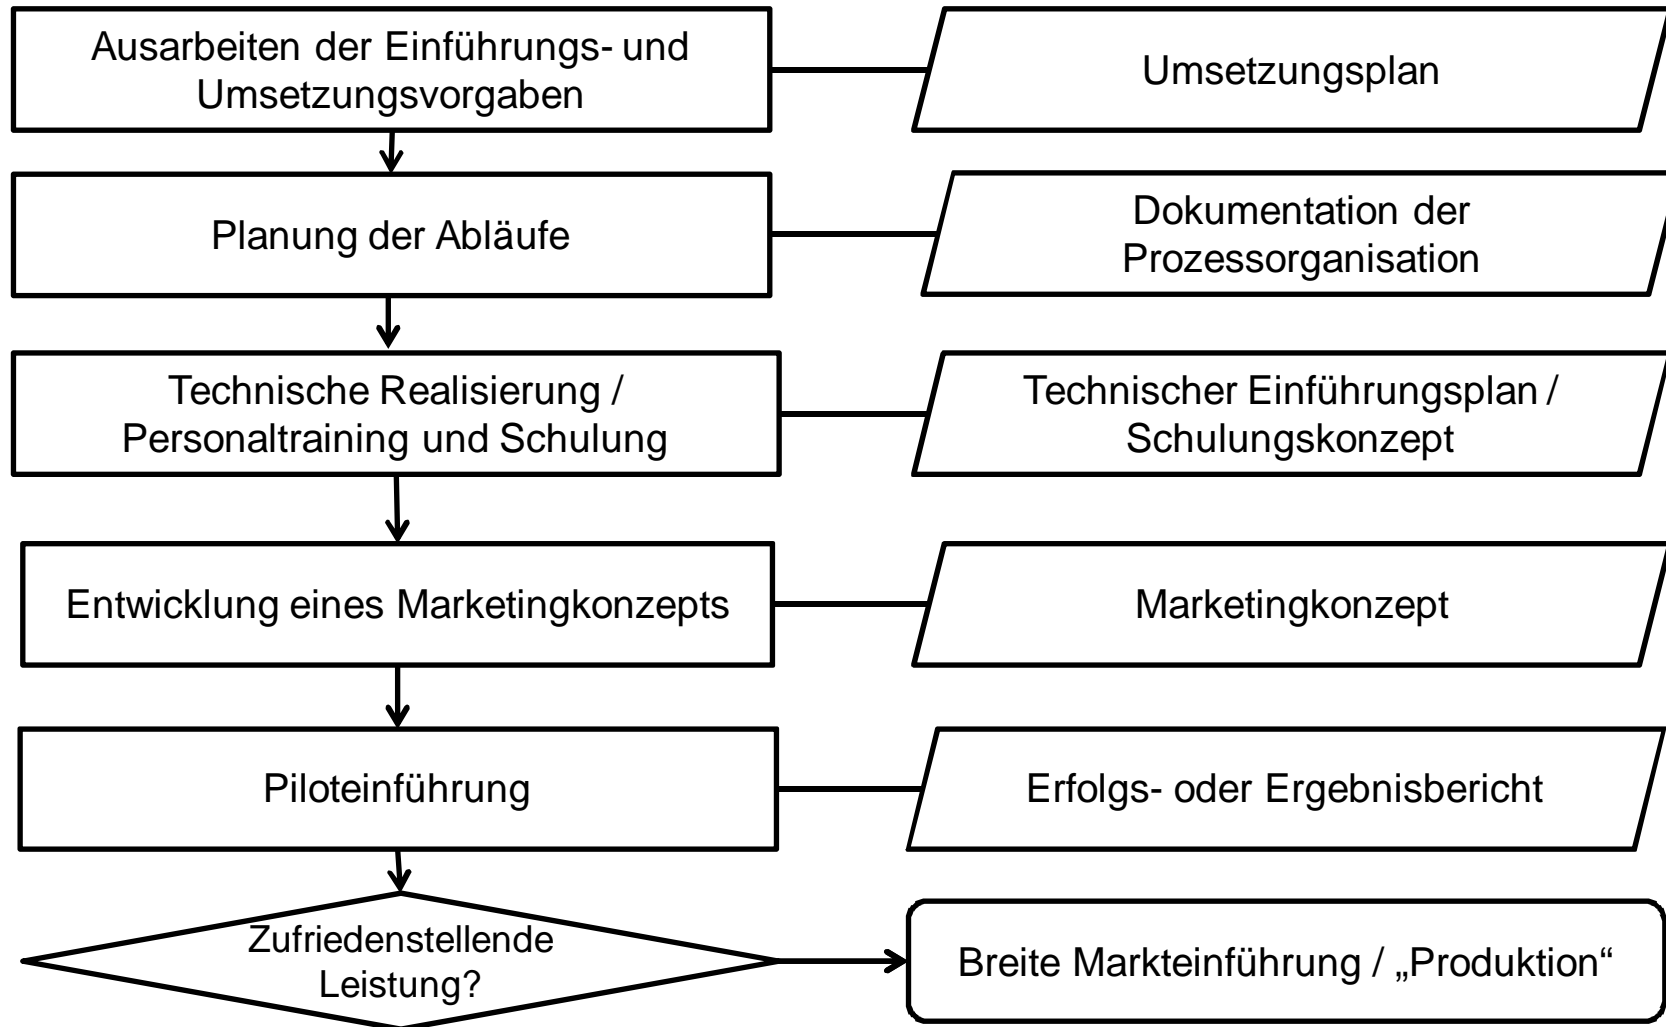 Ausarbeiten der Einführungs- und
Umsetzungsvorgaben
Umsetzungsplan
Planung der Abläufe
Dokumentation der
Prozessorganisation
Technische Realisierung /
Personaltraining und Schulung
Technischer Einführungsplan /
Schulungskonzept
Entwicklung eines Marketingkonzepts
Marketingkonzept
Piloteinführung
Erfolgs- oder Ergebnisbericht
Zufriedenstellende
Leistung?
Breite Markteinführung / „Produktion“